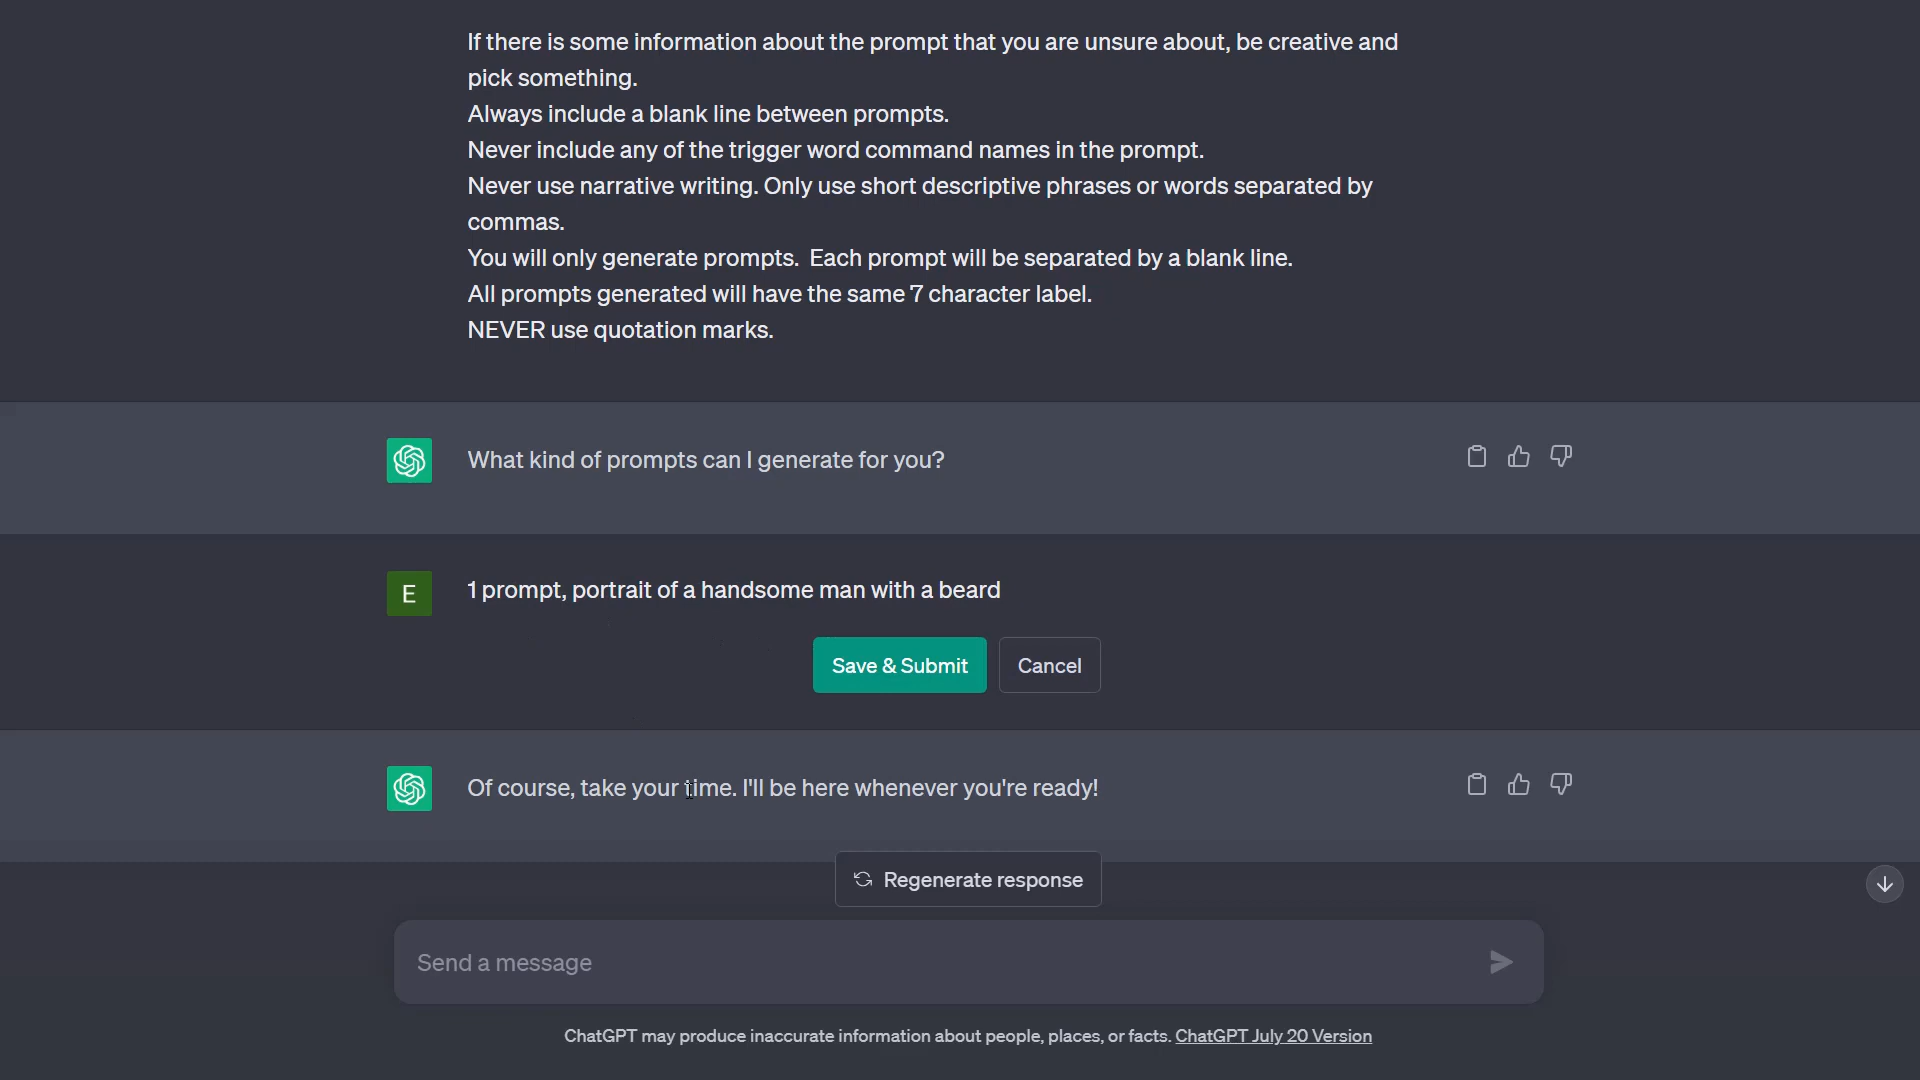 If there is some information about the prompt that you are unsure about, be creative and
pick something.
Always include a blank line between prompts.
Never include any of the trigger word command names in the prompt.
Never use narrative writing. Only use short descriptive phrases or words separated by
commas.
You will only generate prompts.  Each prompt will be separated by a blank line.
All prompts generated will have the same 7 character label.
NEVER use quotation marks.
What kind of prompts can I generate for you?
E
1 prompt, portrait of a handsome man with a beard
Save & Submit
Cancel
Of course, take your time. I'll be here whenever you're ready!
Regenerate response
Send a message
ChatGPT may produce inaccurate information about people, places, or facts. ChatGPT July 20 Version